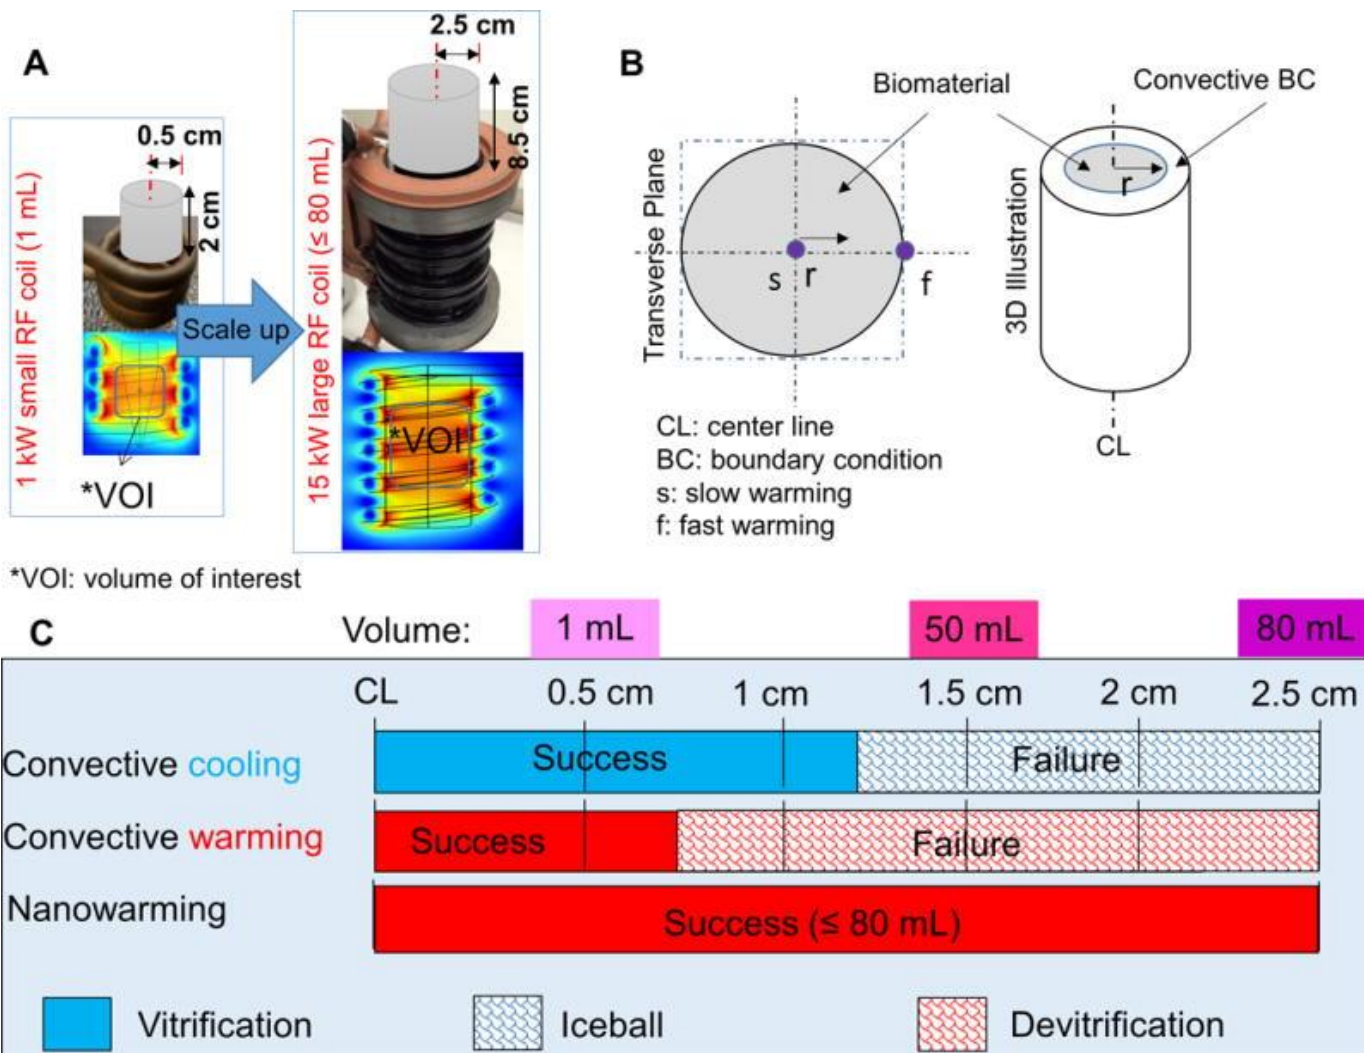 A
1 kW small RF coil (1 mL)
0.5 cm
2 cm
*VOI
Scale up
15 kW large RF coil (≤ 80 mL)
2.5 cm
8.5 cm
*VOI
*VOI: volume of interest
B
Biomaterial
Convective BC
Transverse Plane
s
r
f
3D Illustration
r
CL
CL: center line
BC: boundary condition
s: slow warming
f: fast warming
C
Volume: 1 mL 50 mL 80 mL
CL 0.5 cm 1 cm 1.5 cm 2 cm 2.5 cm
Convective cooling Success Failure
Convective warming Success Failure
Nanowarming Success (≤ 80 mL)
Vitrification Iceball Devitrification